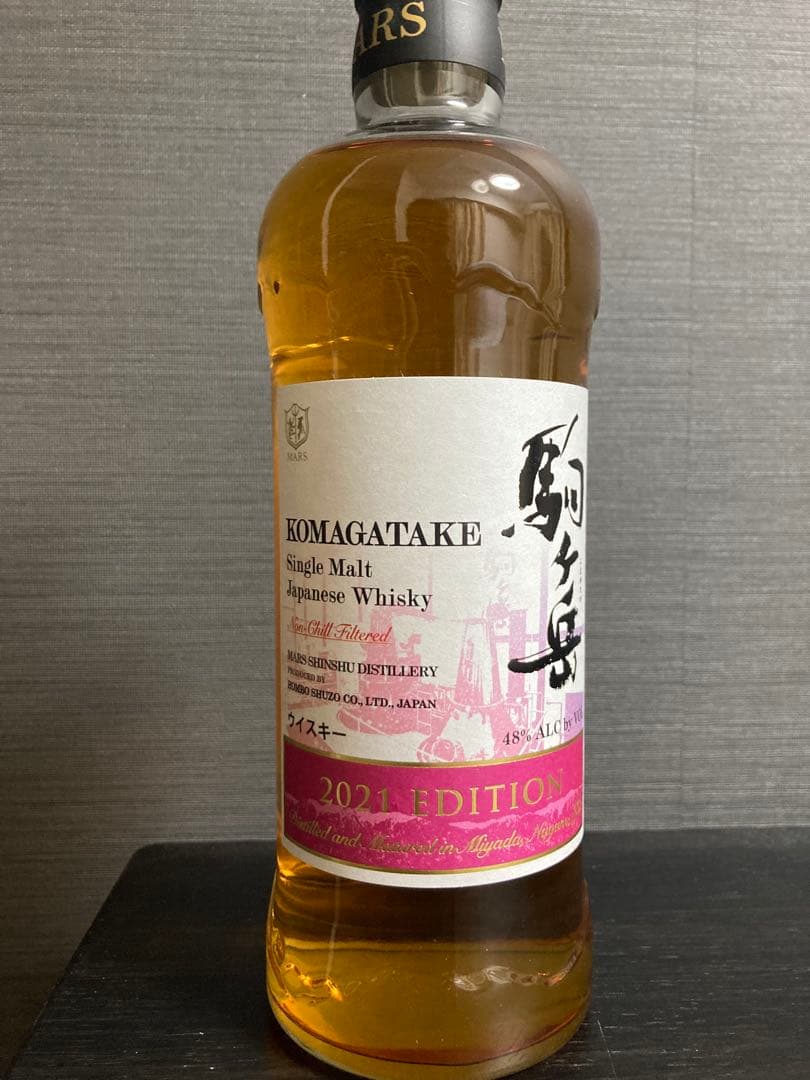 MARS
MARS
KOMAGATAKE
Single Malt
Japanese Whisky
Non-Chill Filtered
MARS SHINSHU DISTILLERY
PRODUCED BY
HOMBO SHUZO CO., LTD., JAPAN
ウイスキー
駒ヶ岳
48% ALC by VOL
2021 EDITION
Distilled and Matured in Miyada, Nagano